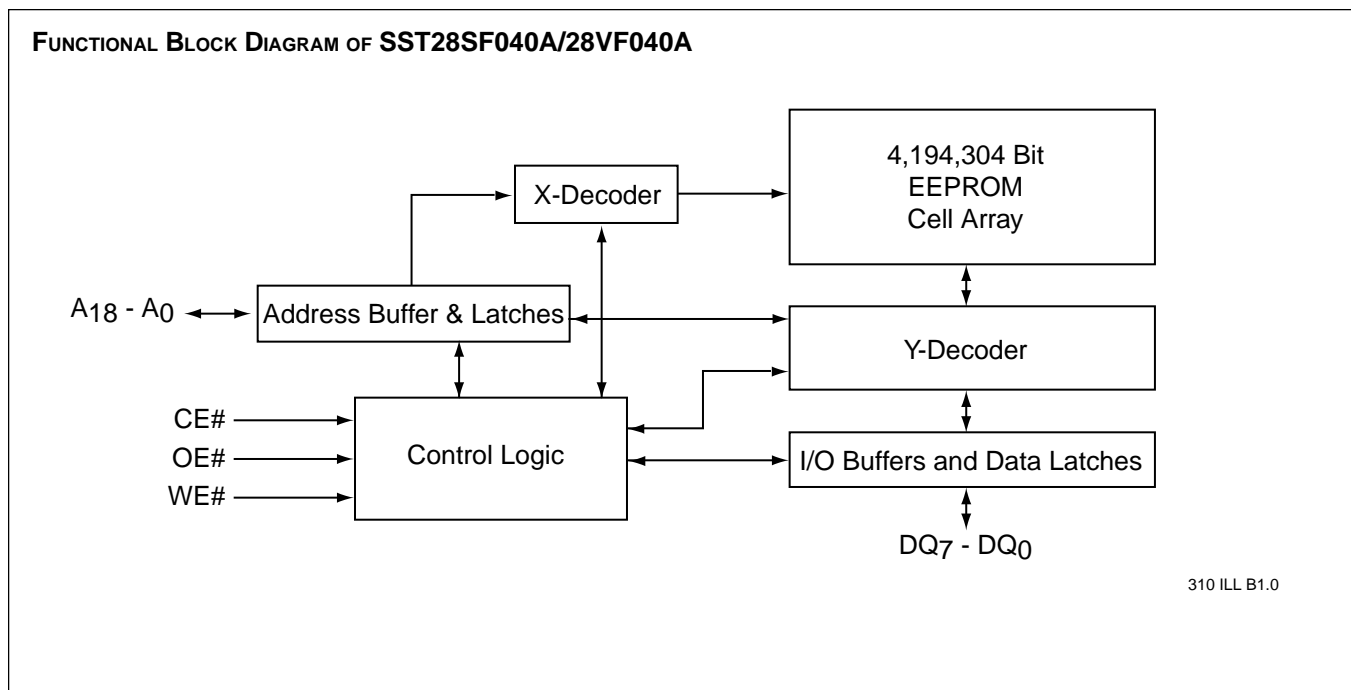 FUNCTIONAL BLOCK DIAGRAM OF SST28SF040A/28VF040A
4,194,304 Bit
EEPROM
Cell Array
X-Decoder
A18 - A0
Address Buffer & Latches
Y-Decoder
CE#
OE#
WE#
Control Logic
I/O Buffers and Data Latches
DQ7 - DQ0
310 ILL B1.0